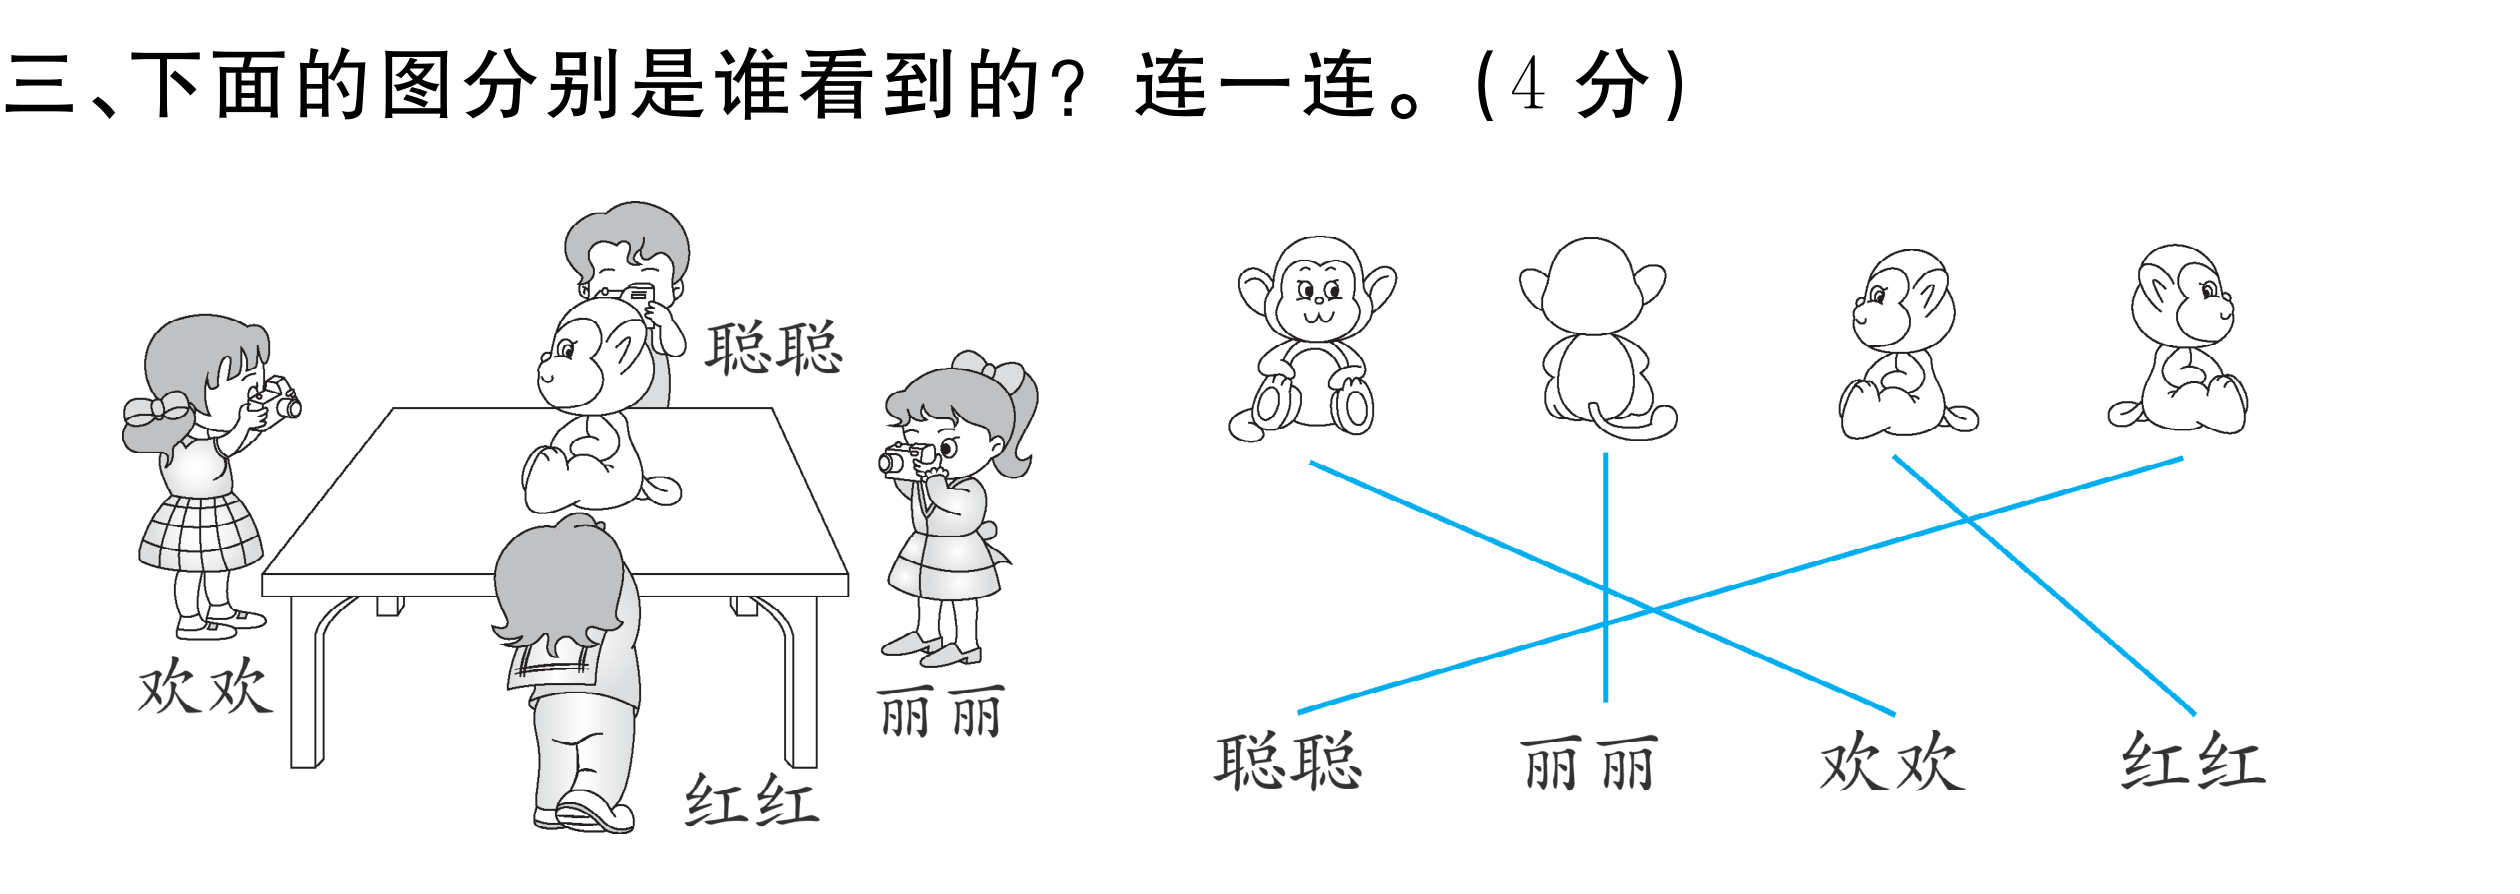 三、下面的图分别是谁看到的？连一连。(4 分)
聪聪
欢欢
丽丽
红红
聪聪 丽丽 欢欢 红红